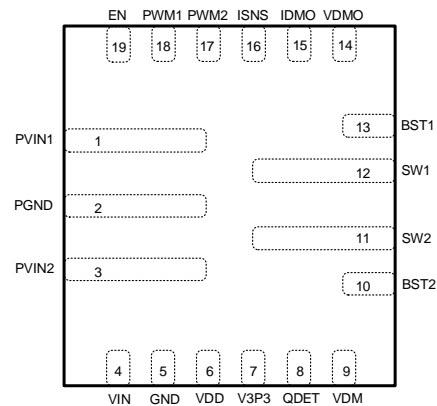 EN PWM1 PWM2 ISNS IDMO VDMO
19 18 17 16 15 14
PVIN1 1
13 BST1
12 SW1
PGND 2
11 SW2
PVIN2 3
10 BST2
4 5 6 7 8 9
VIN GND VDD V3P3 QDET VDM